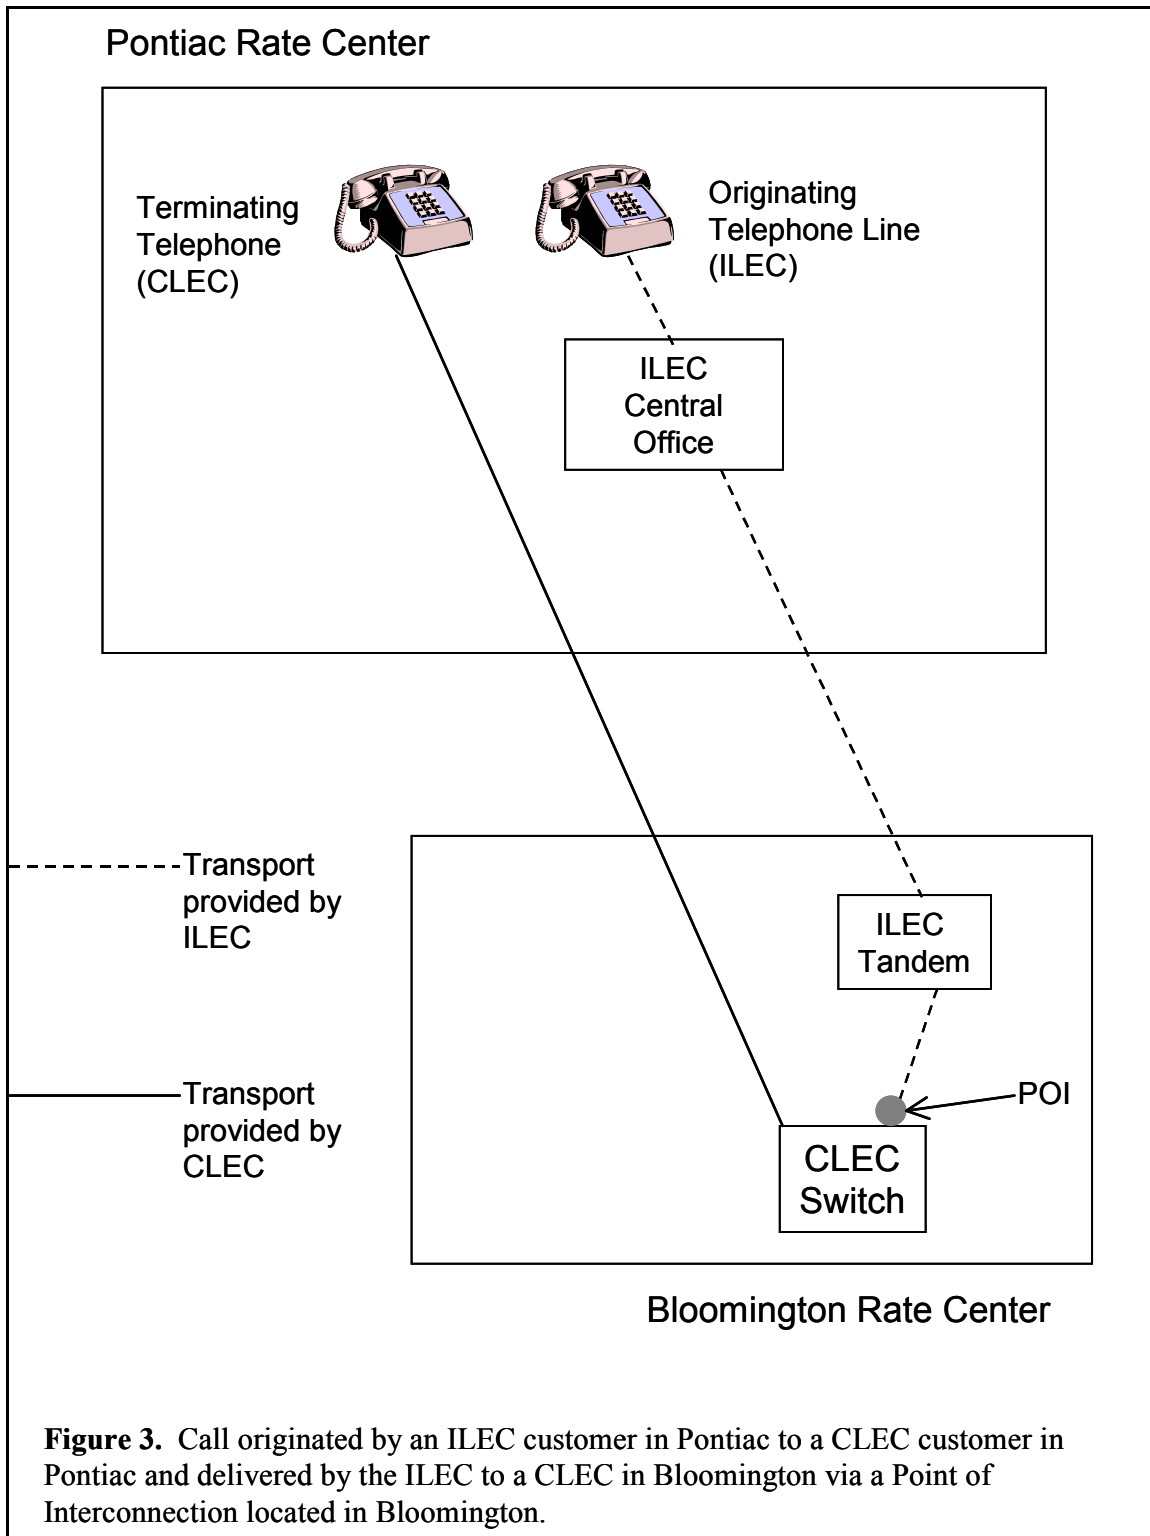 Pontiac Rate Center
Terminating
Telephone
(CLEC)
Originating
Telephone Line
(ILEC)
ILEC
Central
Office
Transport
provided by
ILEC
ILEC
Tandem
Transport
provided by
CLEC
POI
CLEC
Switch
Bloomington Rate Center
Figure 3. Call originated by an ILEC customer in Pontiac to a CLEC customer in
Pontiac and delivered by the ILEC to a CLEC in Bloomington via a Point of
Interconnection located in Bloomington.